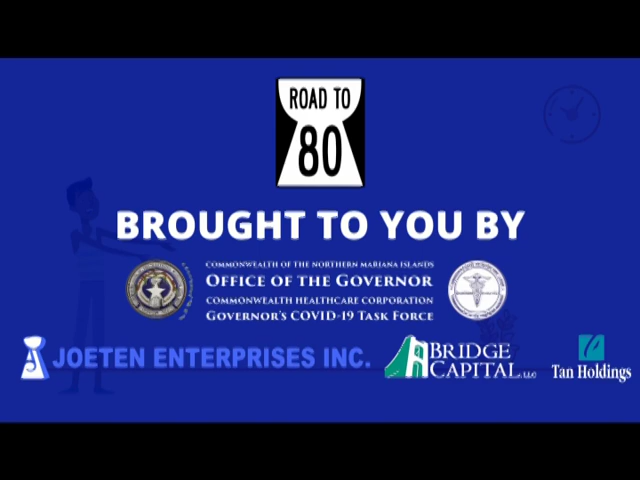 ROAD TO
80
BROUGHT TO YOU BY
COMMONWEALTH OF THE NORTHERN MARIANA ISLANDS
OFFICE OF THE GOVERNOR
COMMONWEALTH HEALTHCARE CORPORATION
GOVERNOR'S COVID-19 TASK FORCE
JOETEN ENTERPRISES INC.
BRIDGE
CAPITAL, LLC
Tan Holdings